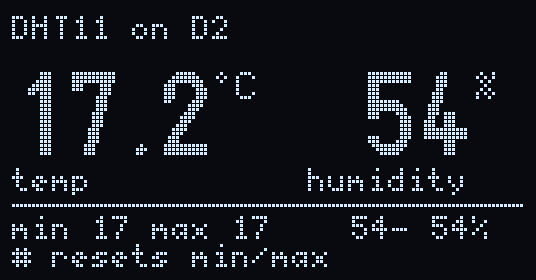 DHT11 on D2
17.2°C 54%
temp humidity
min 17 max 17 54- 54%
# resets min/max